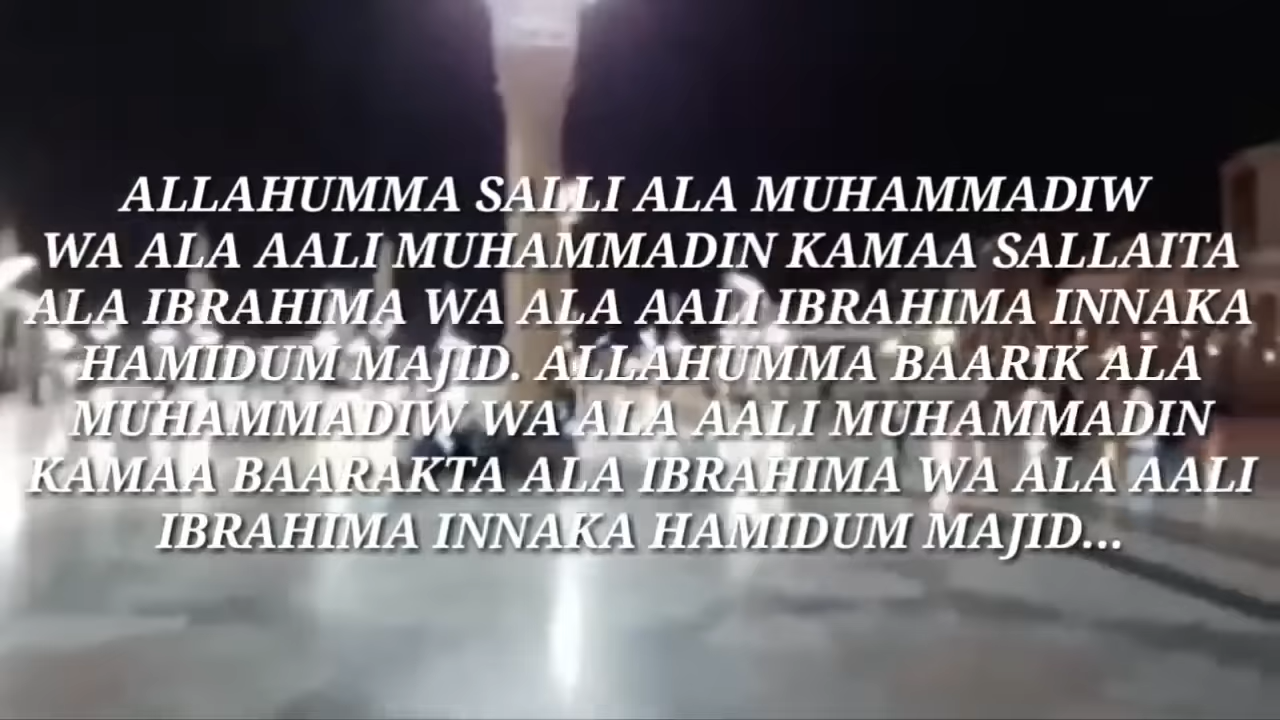 ALLAHUMMA SALLI ALA MUHAMMADIW
WA ALA AALI MUHAMMADIN KAMAA SALLAITA
ALA IBRAHIMA WA ALA AALI IBRAHIMA INNAKA
HAMIDUM MAJID. ALLAHUMMA BAARIK ALA
MUHAMMADIW WA ALA AALI MUHAMMADIN
KAMAA BAARAKTA ALA IBRAHIMA WA ALA AALI
IBRAHIMA INNAKA HAMIDUM MAJID...